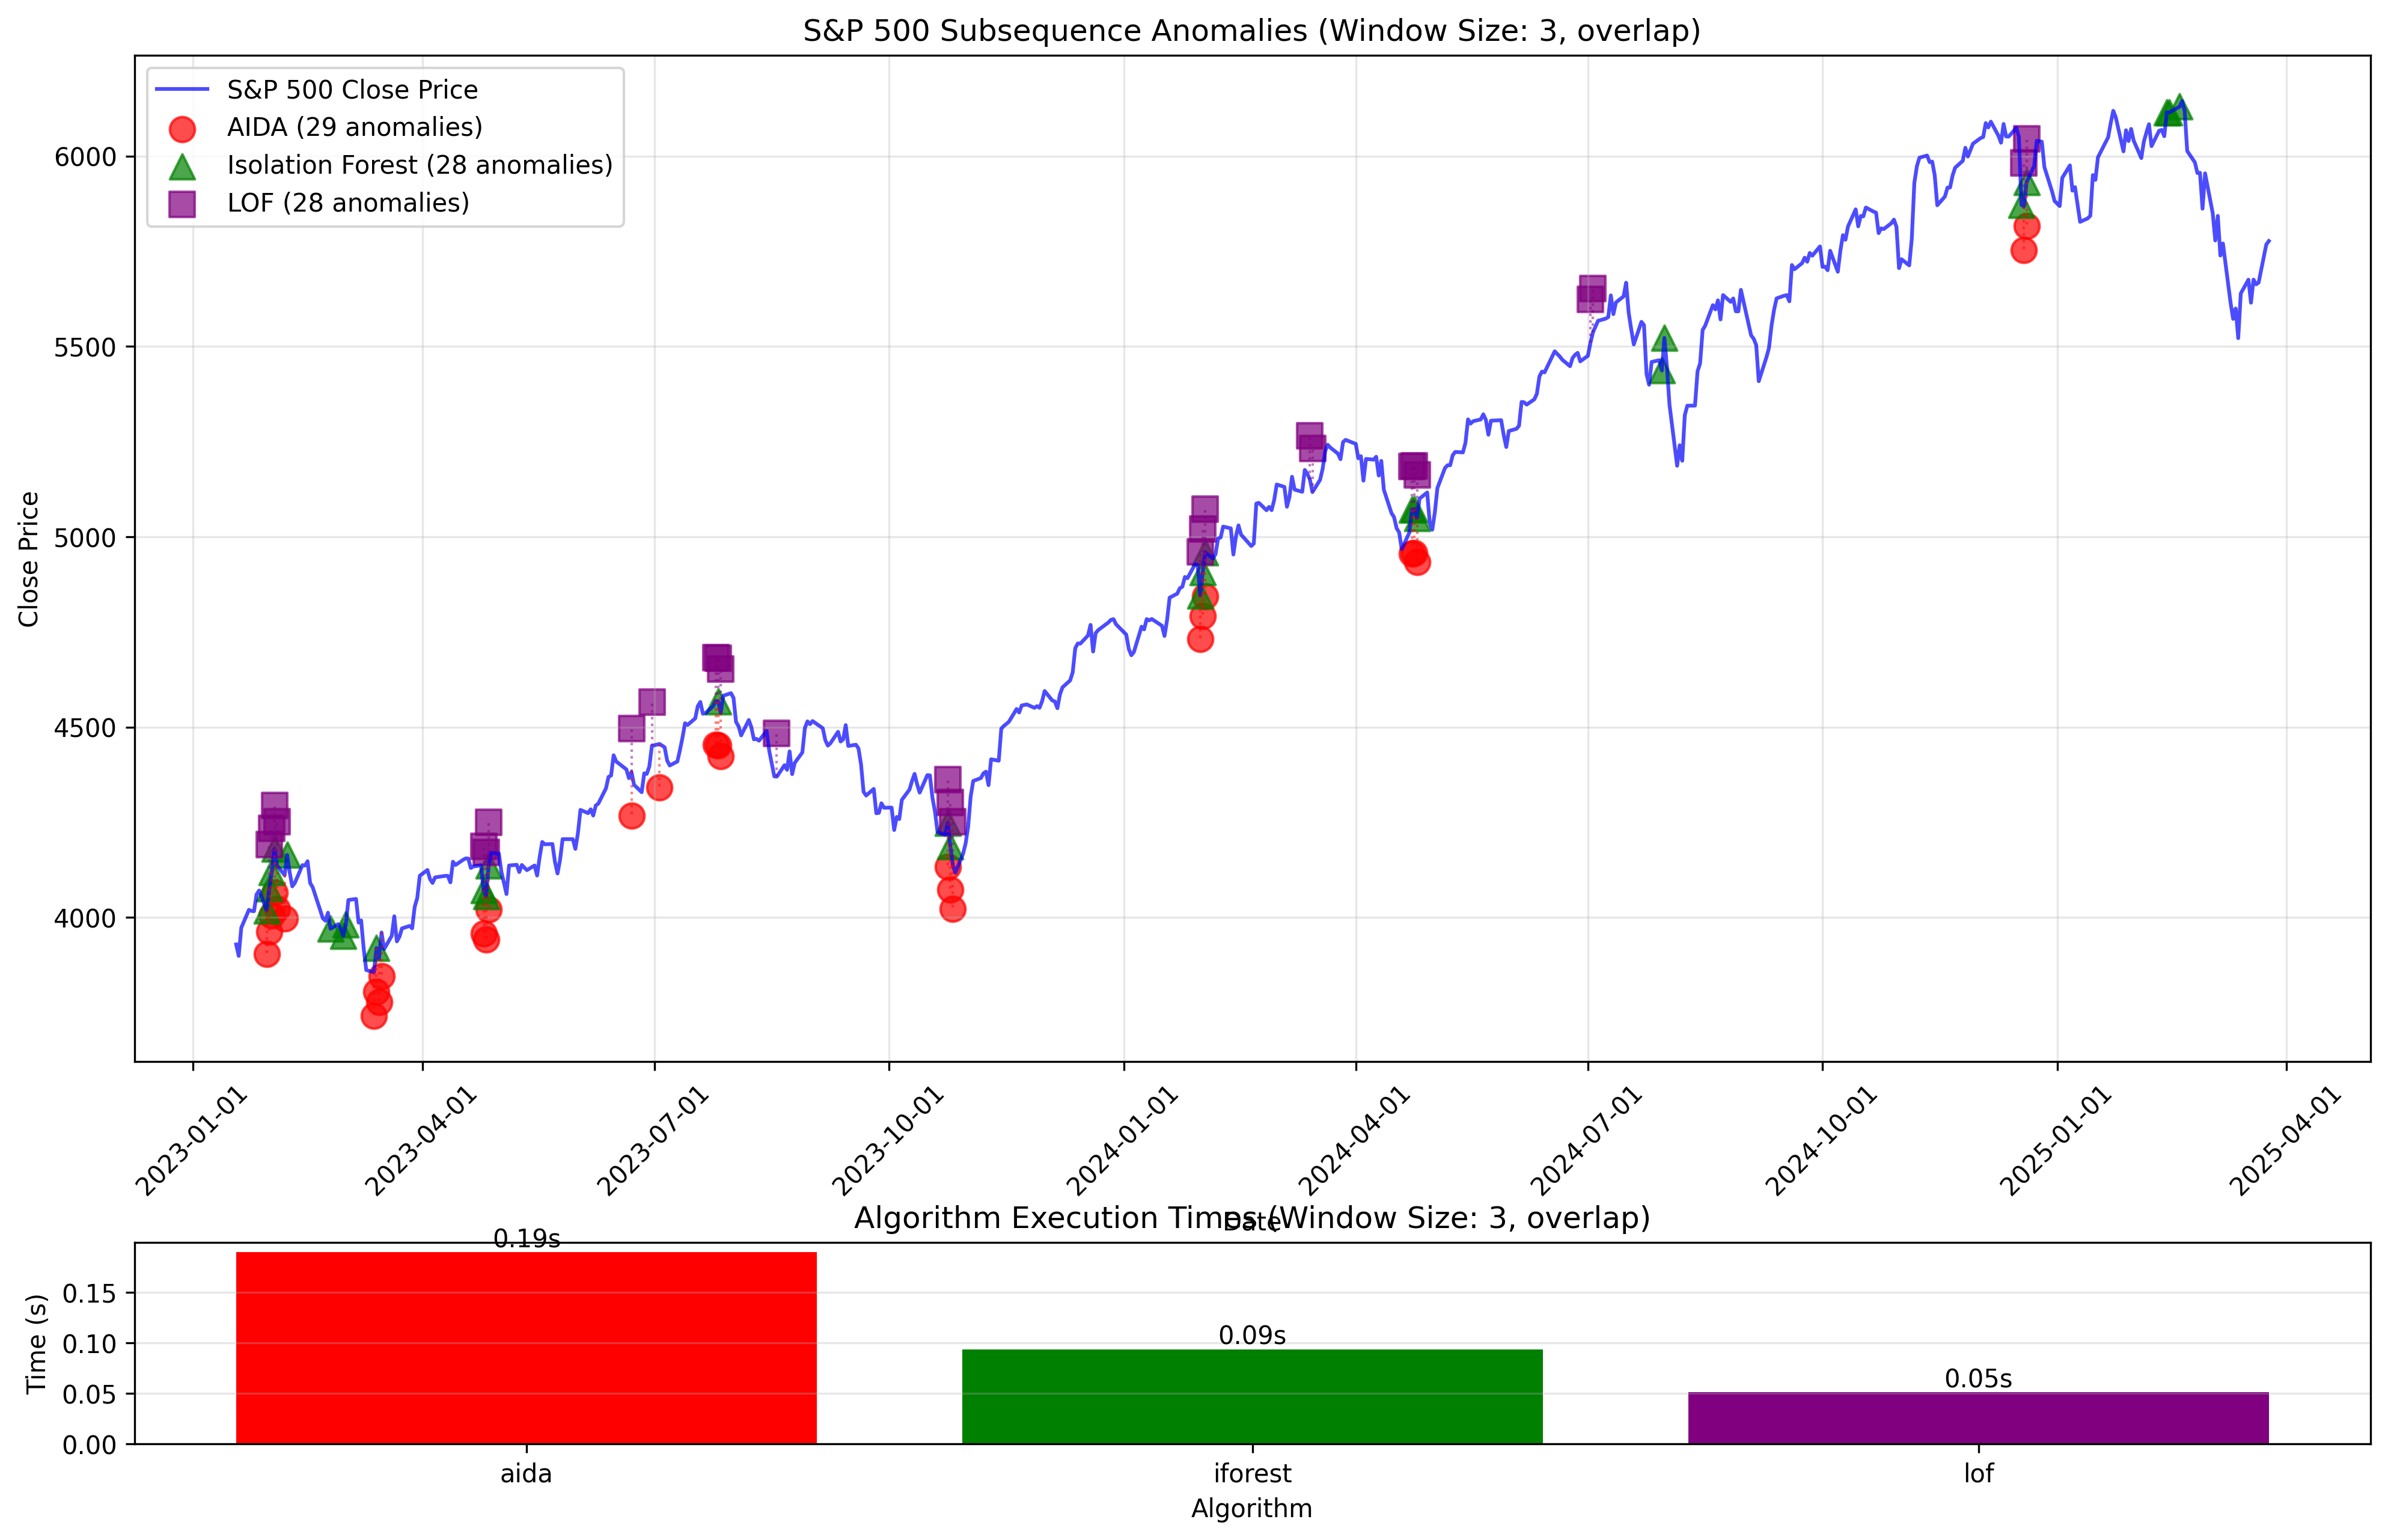 S&P 500 Subsequence Anomalies (Window Size: 3, overlap)
S&P 500 Close Price
AIDA (29 anomalies)
Isolation Forest (28 anomalies)
LOF (28 anomalies)
Close Price
6000
5500
5000
4500
4000
2023-01-01
2023-04-01
2023-07-01
2023-10-01
2024-01-01
2024-04-01
2024-07-01
2024-10-01
2025-01-01
2025-04-01
Date
Algorithm Execution Times (Window Size: 3, overlap)
Time (s)
0.15
0.10
0.05
0.00
0.19s
0.09s
0.05s
aida
iforest
lof
Algorithm